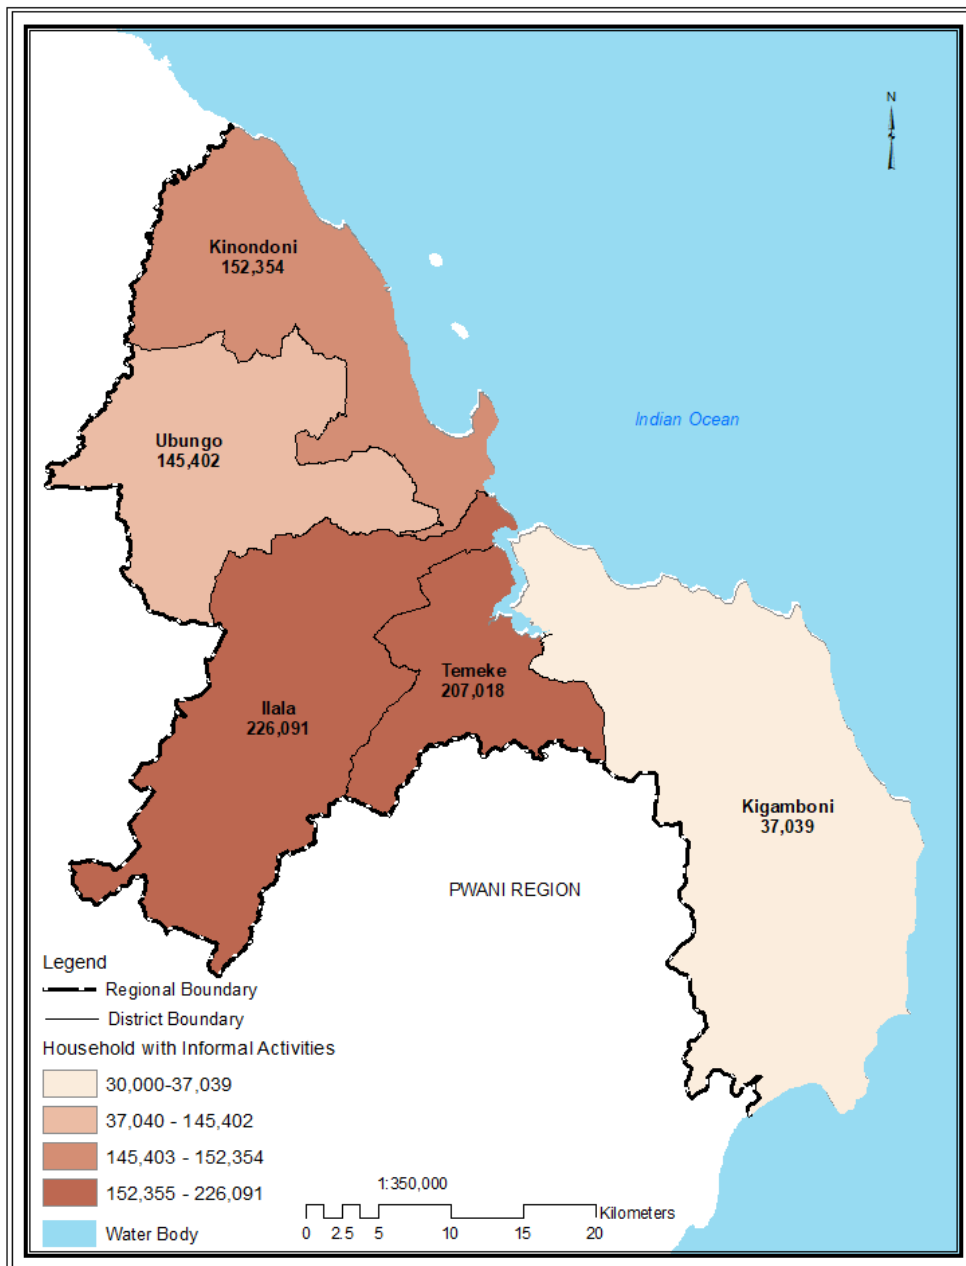 N
Kinondoni
152,354
Indian Ocean
Ubungo
145,402
Temeke
207,018
Ilala
226,091
Kigamboni
37,039
PWANI REGION
Legend
Regional Boundary
District Boundary
Household with Informal Activities
30,000-37,039
37,040 - 145,402
145,403 - 152,354
152,355 - 226,091
Water Body
1:350,000
Kilometers
0 2.5 5 10 15 20